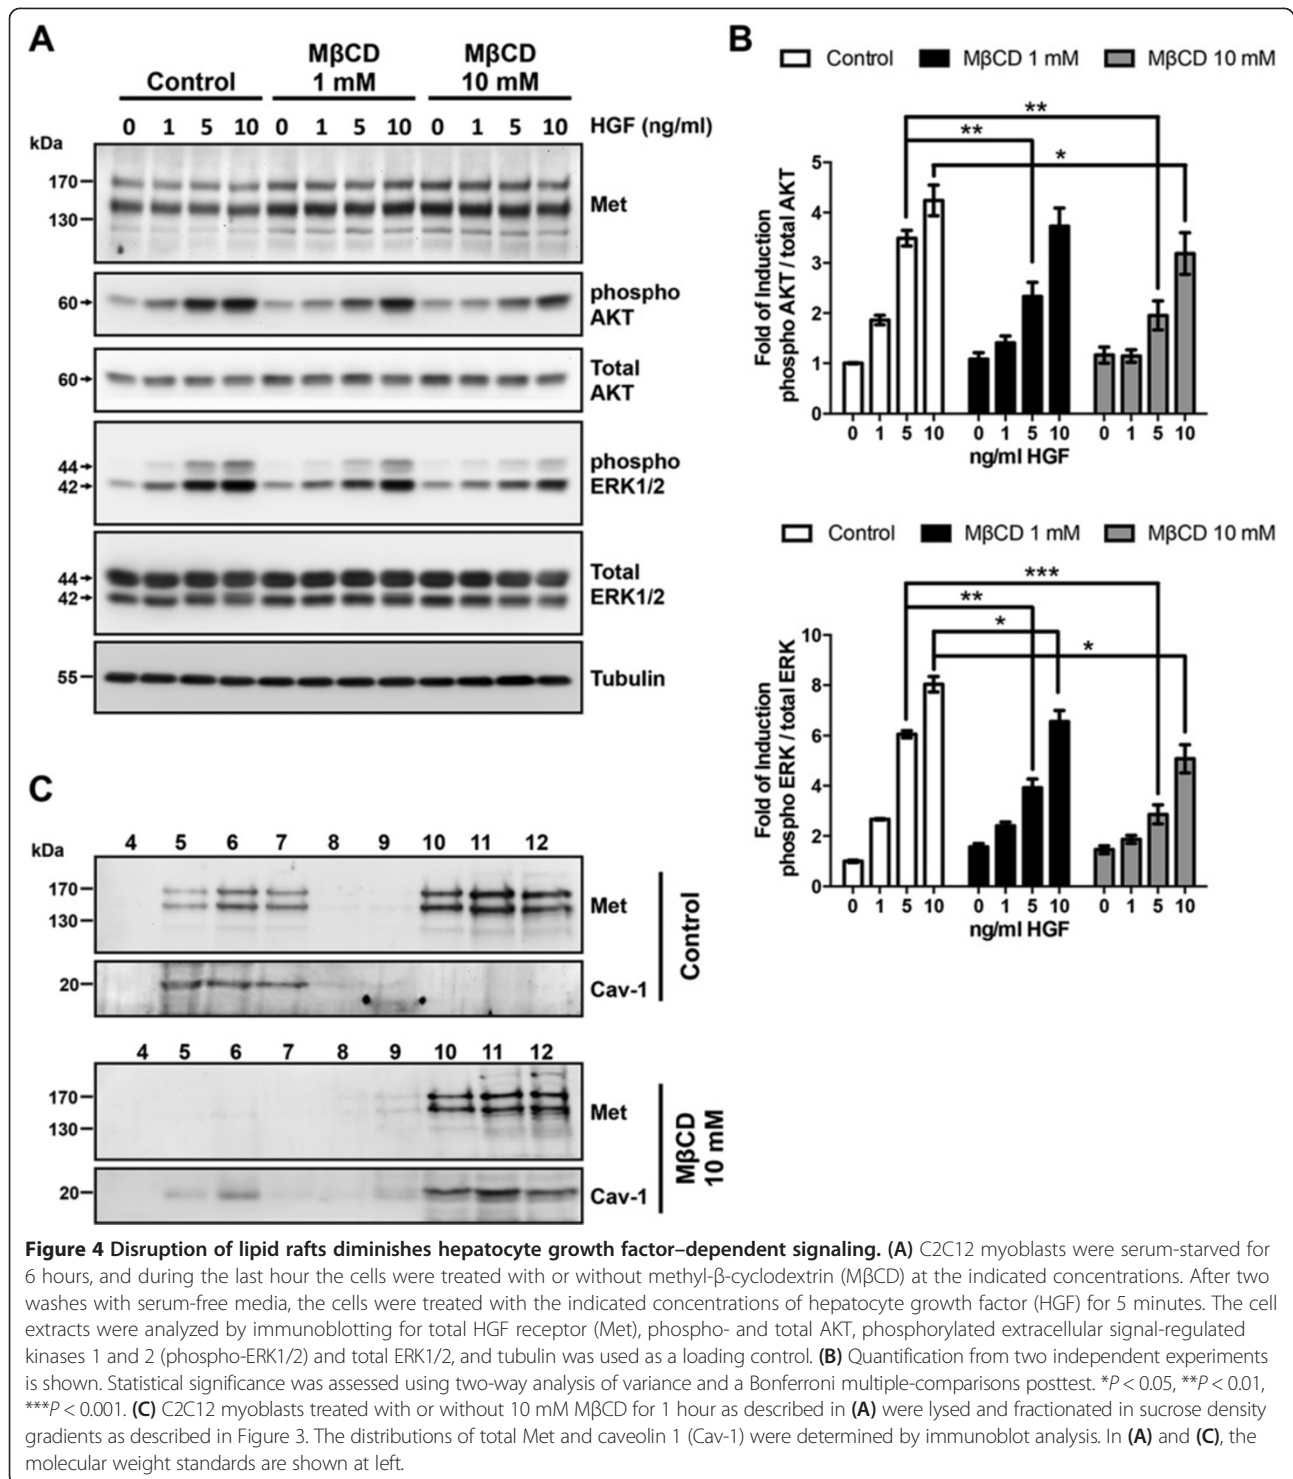 A
Control
MβCD
1 mM
MβCD
10 mM
0 1 5 10 0 1 5 10 0 1 5 10 HGF (ng/ml)
kDa
170
130
Met
60
phospho
AKT
60
Total
AKT
44
42
phospho
ERK1/2
44
42
Total
ERK1/2
55
Tubulin
B
Control MβCD 1 mM MβCD 10 mM
**
**
*
Fold of Induction
phospho AKT / total AKT
5
4
3
2
1
0
0 1 5 10 0 1 5 10 0 1 5 10
ng/ml HGF
Control MβCD 1 mM MβCD 10 mM
***
**
*
*
Fold of Induction
phospho ERK / total ERK
10
8
6
4
2
0
0 1 5 10 0 1 5 10 0 1 5 10
ng/ml HGF
C
4 5 6 7 8 9 10 11 12
kDa
170
130
Met
20
Cav-1
Control
4 5 6 7 8 9 10 11 12
170
130
Met
20
Cav-1
MβCD
10 mM
Figure 4 Disruption of lipid rafts diminishes hepatocyte growth factor–dependent signaling. (A) C2C12 myoblasts were serum-starved for
6 hours, and during the last hour the cells were treated with or without methyl-β-cyclodextrin (MβCD) at the indicated concentrations. After two
washes with serum-free media, the cells were treated with the indicated concentrations of hepatocyte growth factor (HGF) for 5 minutes. The cell
extracts were analyzed by immunoblotting for total HGF receptor (Met), phospho- and total AKT, phosphorylated extracellular signal-regulated
kinases 1 and 2 (phospho-ERK1/2) and total ERK1/2, and tubulin was used as a loading control. (B) Quantification from two independent experiments
is shown. Statistical significance was assessed using two-way analysis of variance and a Bonferroni multiple-comparisons posttest. *P < 0.05, **P < 0.01,
***P < 0.001. (C) C2C12 myoblasts treated with or without 10 mM MβCD for 1 hour as described in (A) were lysed and fractionated in sucrose density
gradients as described in Figure 3. The distributions of total Met and caveolin 1 (Cav-1) were determined by immunoblot analysis. In (A) and (C), the
molecular weight standards are shown at left.